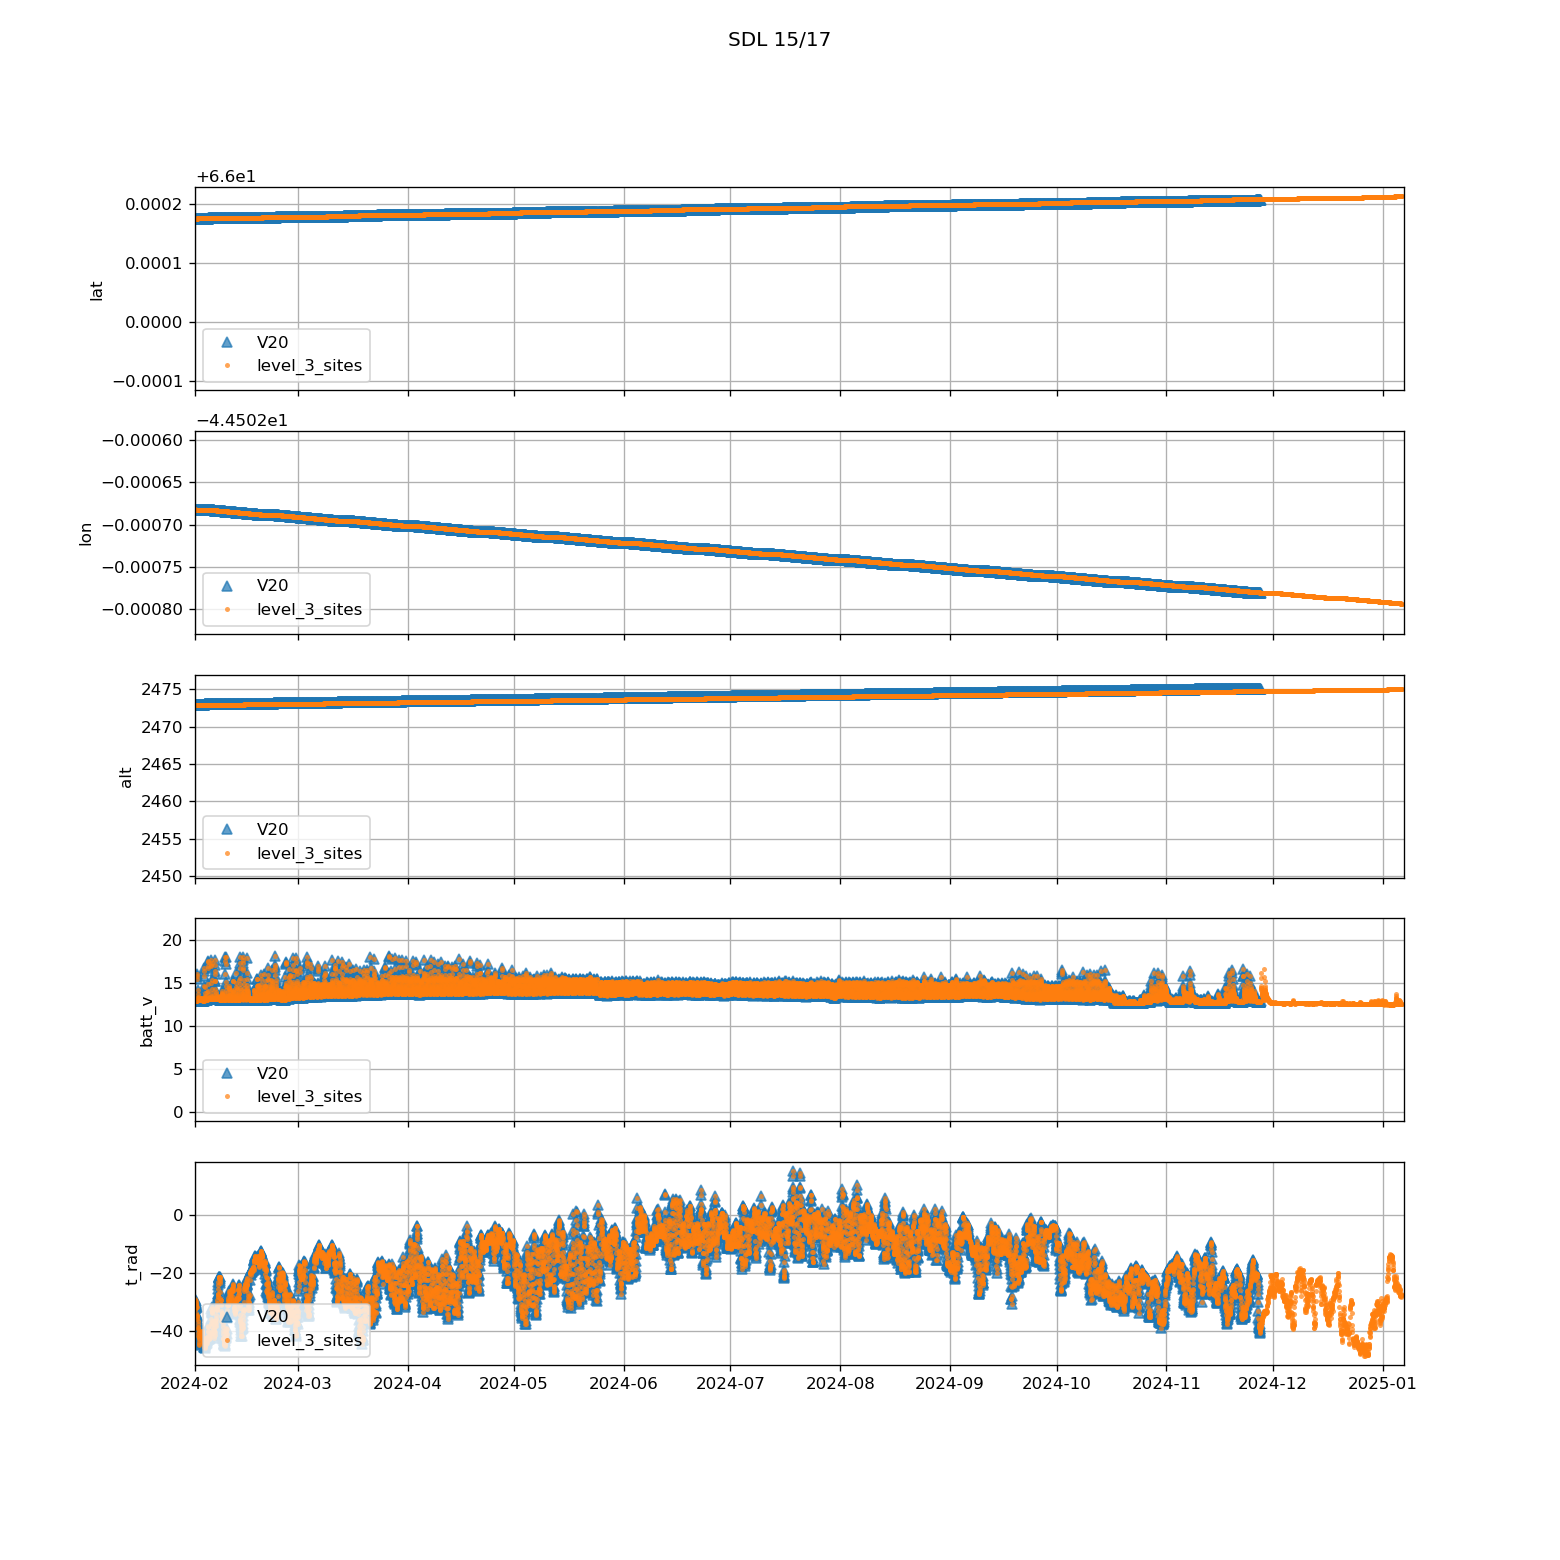 SDL 15/17
+6.6e1
0.0002
0.0001
0.0000
−0.0001
lat
V20
level_3_sites
−4.4502e1
−0.00060
−0.00065
−0.00070
−0.00075
−0.00080
lon
V20
level_3_sites
2475
2470
2465
2460
2455
2450
alt
V20
level_3_sites
20
15
10
5
0
batt_v
V20
level_3_sites
0
−20
−40
t_rad
V20
level_3_sites
2024-02 2024-03 2024-04 2024-05 2024-06 2024-07 2024-08 2024-09 2024-10 2024-11 2024-12 2025-01